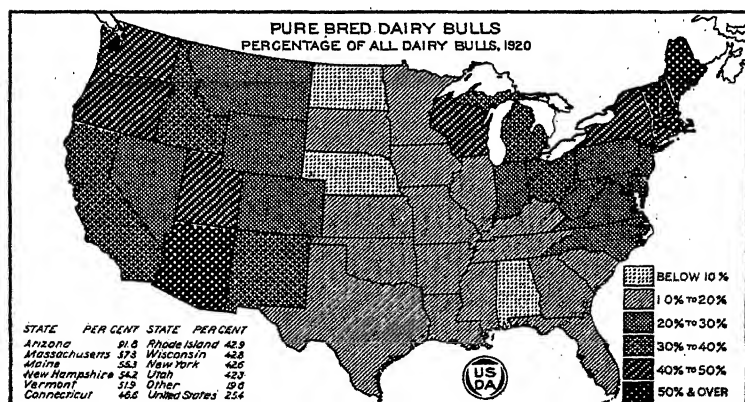 PURE BRED DAIRY BULLS
PERCENTAGE OF ALL DAIRY BULLS, 1920
BELOW 10%
10% TO 20%
20% TO 30%
30% TO 40%
40% TO 50%
50% & OVER
STATE PER CENT STATE PER CENT
Arizona 91.8 Rhode Island 42.9
Massachusetts 57.3 Wisconsin 42.8
Maine 56.3 New York 42.6
New Hampshire 54.2 Utah 42.3
Vermont 51.9 Other 19.6
Connecticut 46.6 United States 25.4
US
DA